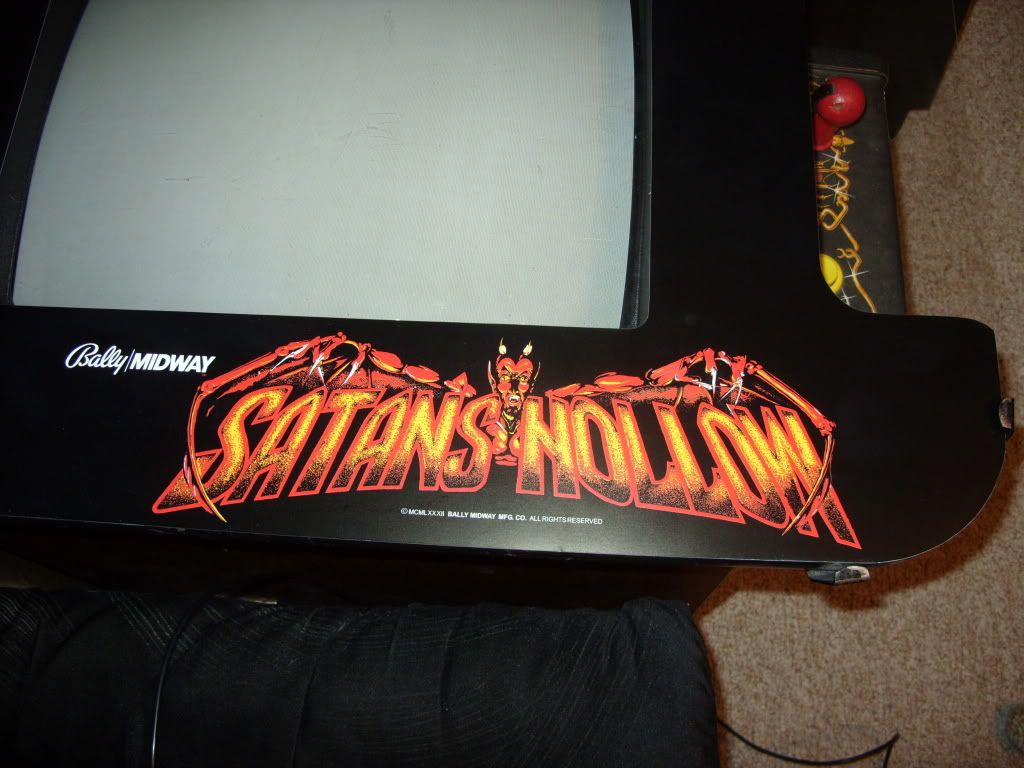 Bally MIDWAY
SATANS HOLLOW
© MCMLXXXII BALLY MIDWAY MFG. CO. ALL RIGHTS RESERVED